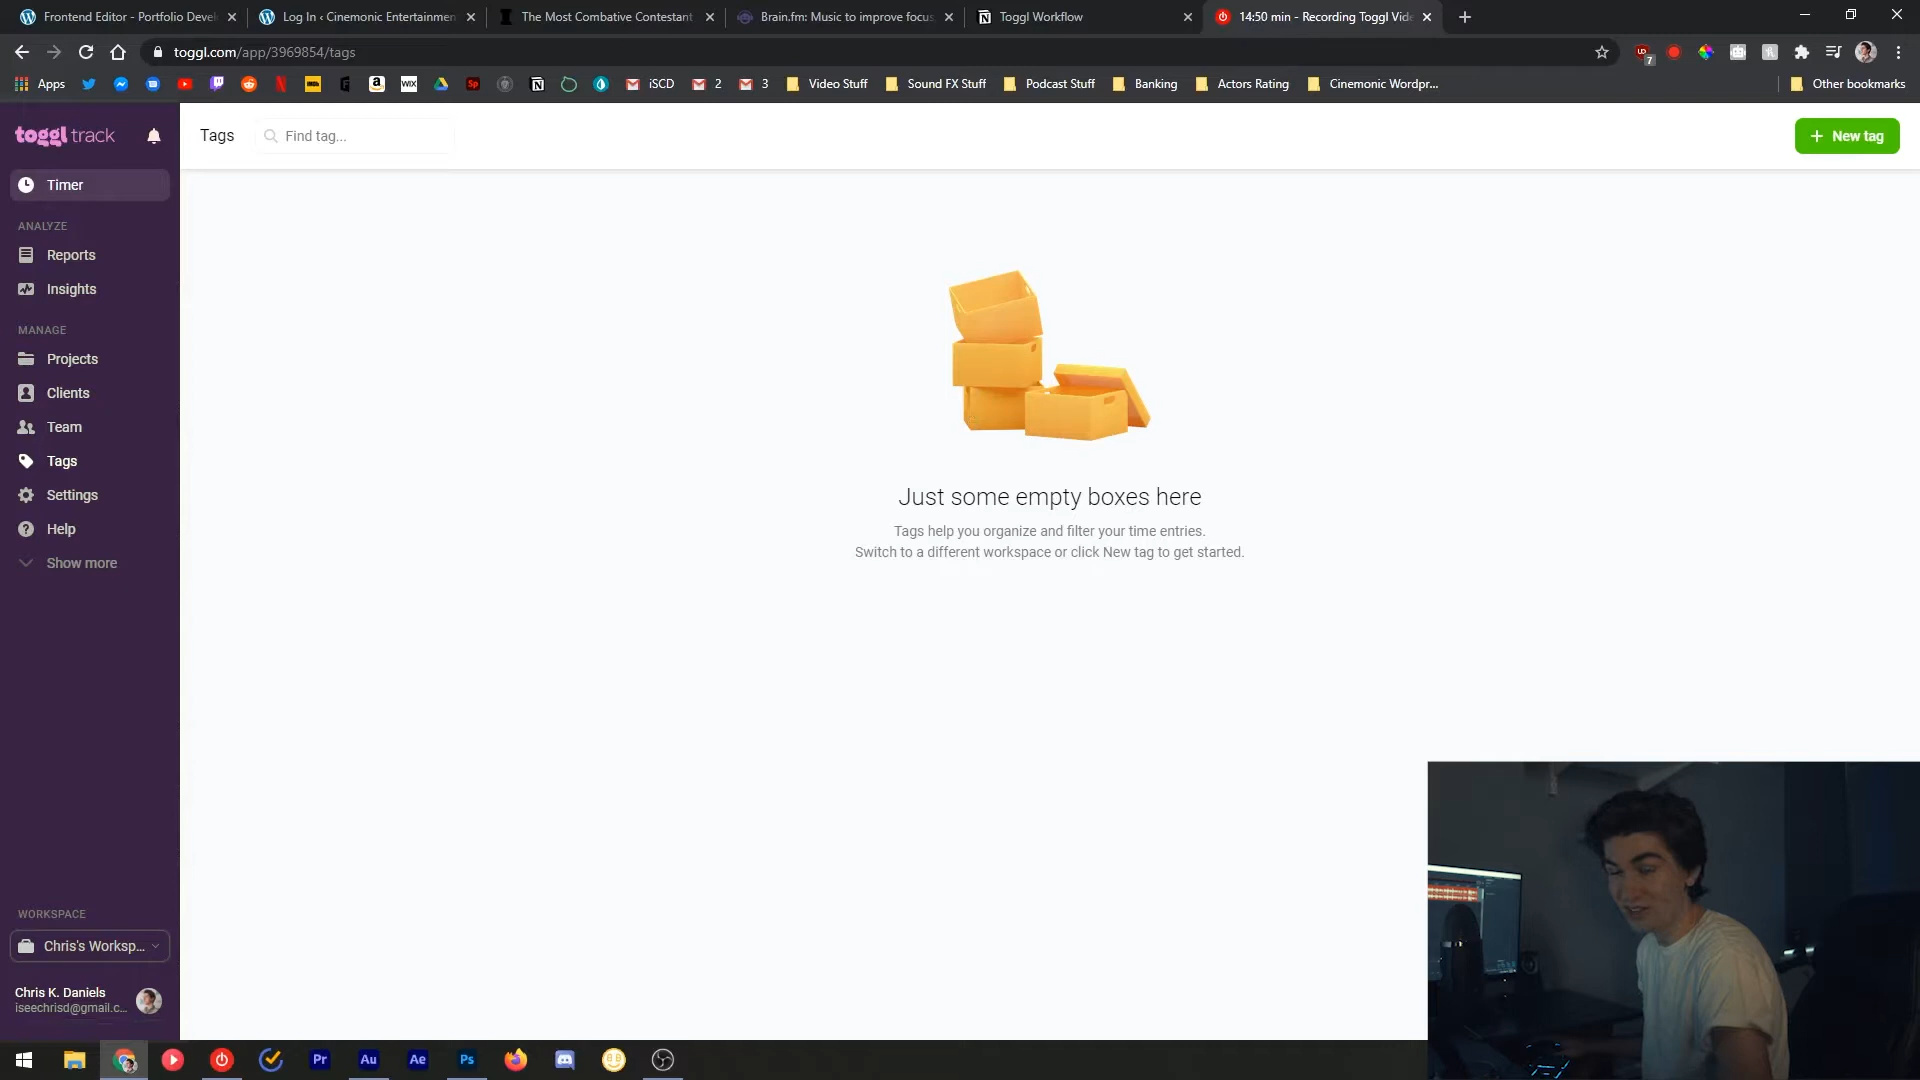 Frontend Editor - Portfolio Devel
Log In ‹ Cinemonic Entertainmen
The Most Combative Contestant
Brain.fm: Music to improve focus,
Toggl Workflow
14:50 min - Recording Toggl Vide
toggl.com/app/3969854/tags
7
Apps
iSCD
2
3
Video Stuff
Sound FX Stuff
Podcast Stuff
Banking
Actors Rating
Cinemonic Wordpr...
Other bookmarks
toggl track
Tags
Find tag...
+ New tag
Timer
ANALYZE
Reports
Insights
MANAGE
Projects
Clients
Team
Tags
Settings
Help
Show more
Just some empty boxes here
Tags help you organize and filter your time entries.
Switch to a different workspace or click New tag to get started.
WORKSPACE
Chris's Worksp...
Chris K. Daniels
iseechrisd@gmail.c...
Pr
Au
Ae
Ps